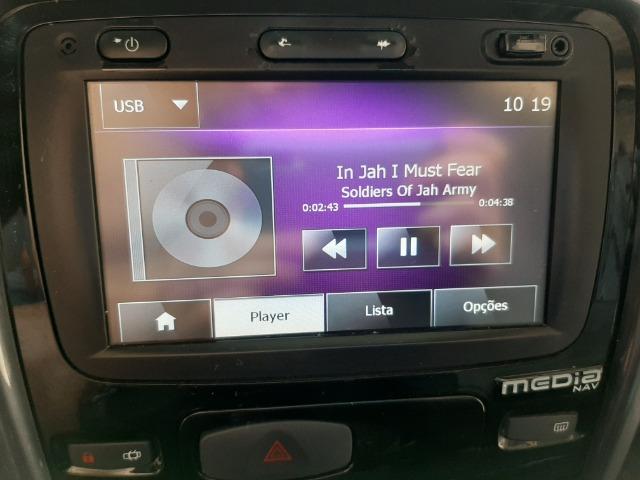 USB
10 19
In Jah I Must Fear
Soldiers Of Jah Army
0:02:43
0:04:38
Player
Lista
Opções
MEDIA
NAV